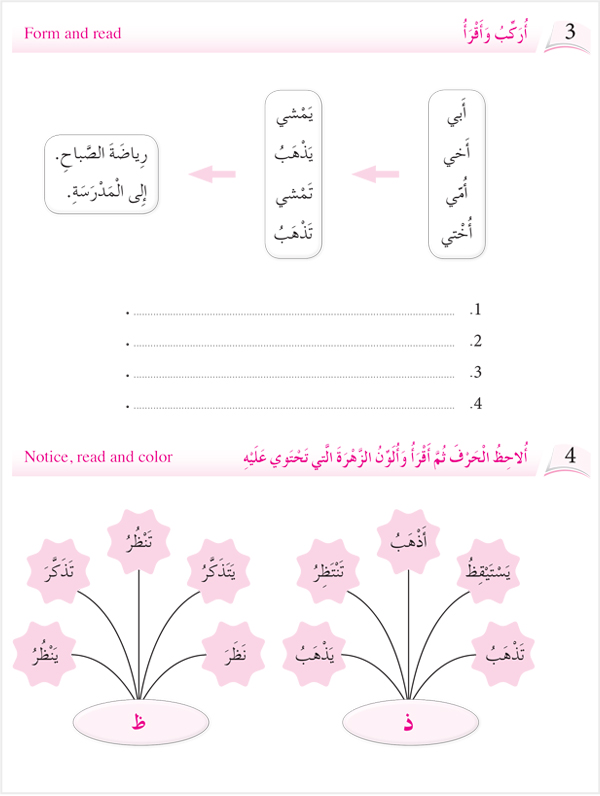 3 أُرَكِّبُ وَأَقْرَأُ Form and read
أَبي
أَخي
أُمّي
أُخْتي
يَمْشي
يَذْهَبُ
تَمْشي
تَذْهَبُ
رِياضَةَ الصَّباحِ.
إِلى الْمَدْرَسَةِ.
1. ........................................ .
2. ........................................ .
3. ........................................ .
4. ........................................ .
4 أُلاحِظُ الْحَرْفَ ثُمَّ أَقْرَأُ وَأُلَوِّنُ الزَّهْرَةَ الَّتي تَحْتَوي عَلَيْهِ Notice, read and color
يَسْتَيْقِظُ
أَذْهَبُ
تَنْتَظِرُ
تَذْهَبُ
يَذْهَبُ
ذ
يَتَذَكَّرُ
تَنْظُرُ
تَذَكَّرَ
نَظَرَ
يَنْظُرُ
ظ